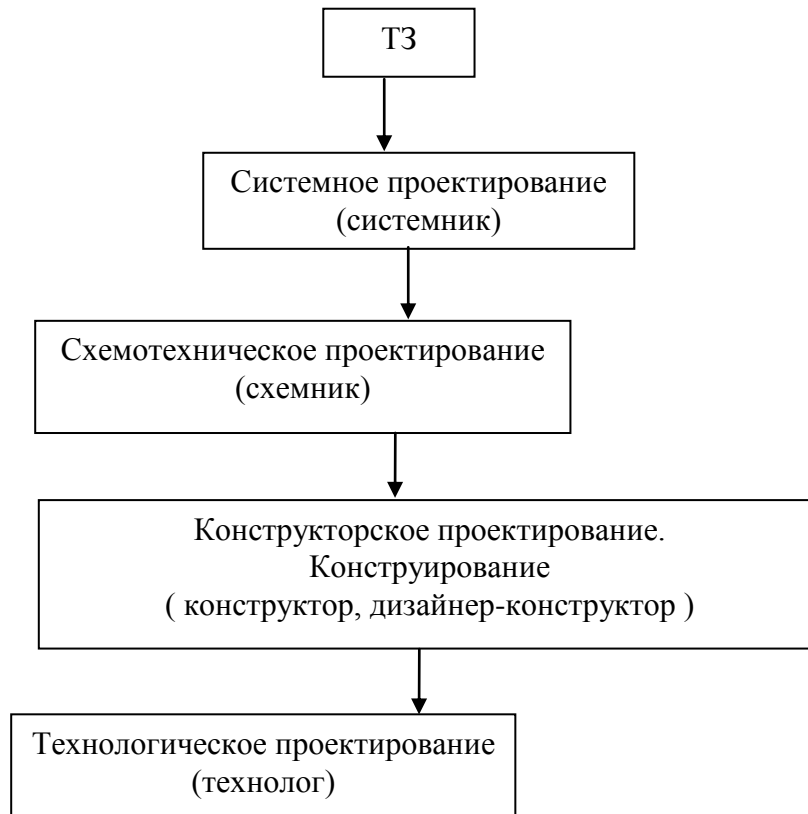 ТЗ
Системное проектирование
(системник)
Схемотехническое проектирование
(схемник)
Конструкторское проектирование.
Конструирование
( конструктор, дизайнер-конструктор )
Технологическое проектирование
(технолог)